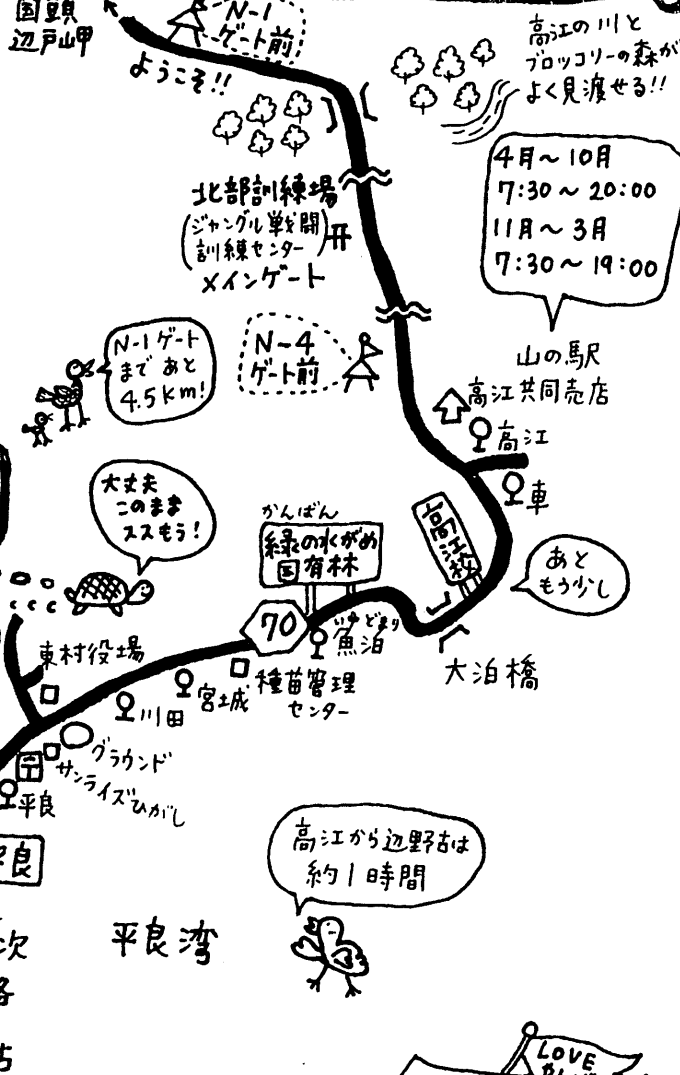 国頭
辺戸岬
ようこそ!!
N-1
ゲート前
高江の川と
ブロッコリーの森が
よく見渡せる!!
4月～10月
7:30～20:00
11月～3月
7:30～19:00
山の駅
高江共同売店
北部訓練場
(ジャングル戦闘
訓練センター)
メインゲート
N-4
ゲート前
N-1ゲート
まであと
4.5km!
高江
車
大丈夫
このまま
ススもう!
かんばん
緑の水がめ
国有林
高江校
あと
もう少し
70
いゆどまり
魚泊
大泊橋
東村役場
種苗管理
センター
宮城
川田
グラウンド
サンライズひがし
平良
平良
高江から辺野古は
約1時間
平良湾
次
LOVE